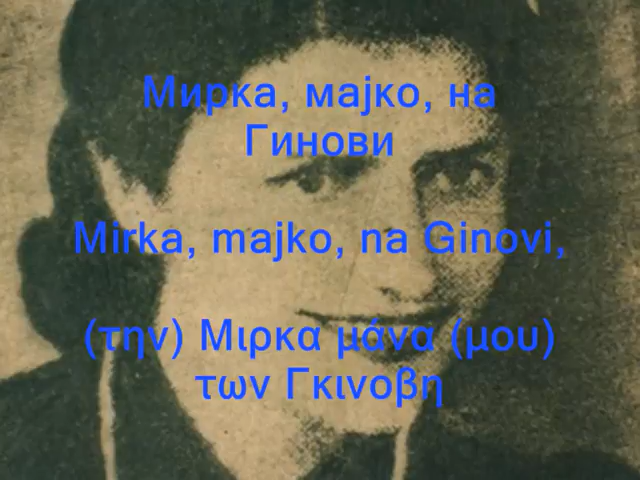 Мирка, мајко, на
Гинови
Mirka, majko, na Ginovi,
(την) Μιρκα μάνα (μου)
των Γκινοβη